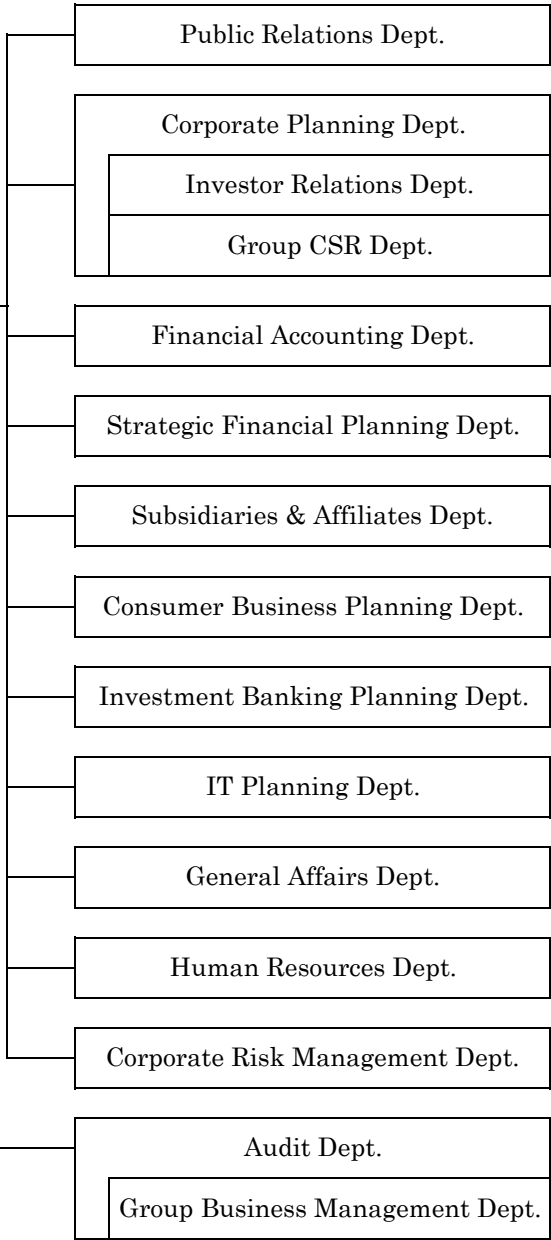 Public Relations Dept.
Corporate Planning Dept.
Investor Relations Dept.
Group CSR Dept.
Financial Accounting Dept.
Strategic Financial Planning Dept.
Subsidiaries & Affiliates Dept.
Consumer Business Planning Dept.
Investment Banking Planning Dept.
IT Planning Dept.
General Affairs Dept.
Human Resources Dept.
Corporate Risk Management Dept.
Audit Dept.
Group Business Management Dept.